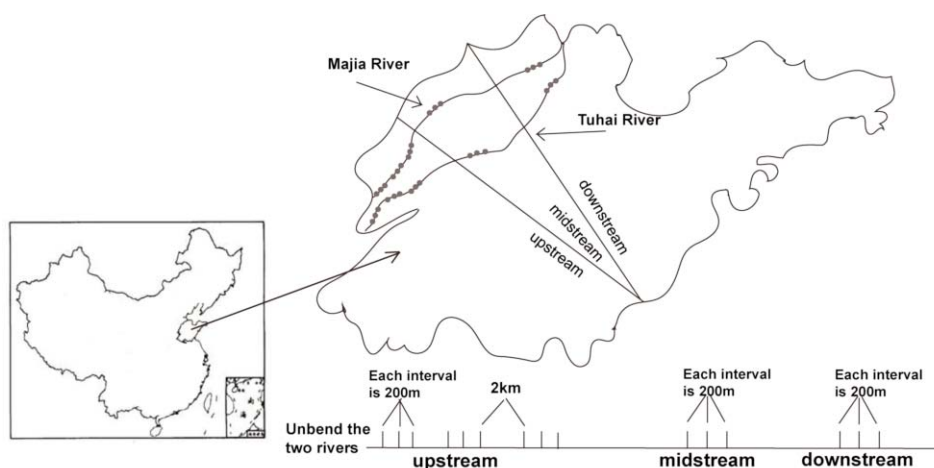 Majia River
Tuhai River
downstream
midstream
upstream
Each interval
is 200m
2km
Each interval
is 200m
Each interval
is 200m
Unbend the
two rivers
upstream
midstream
downstream